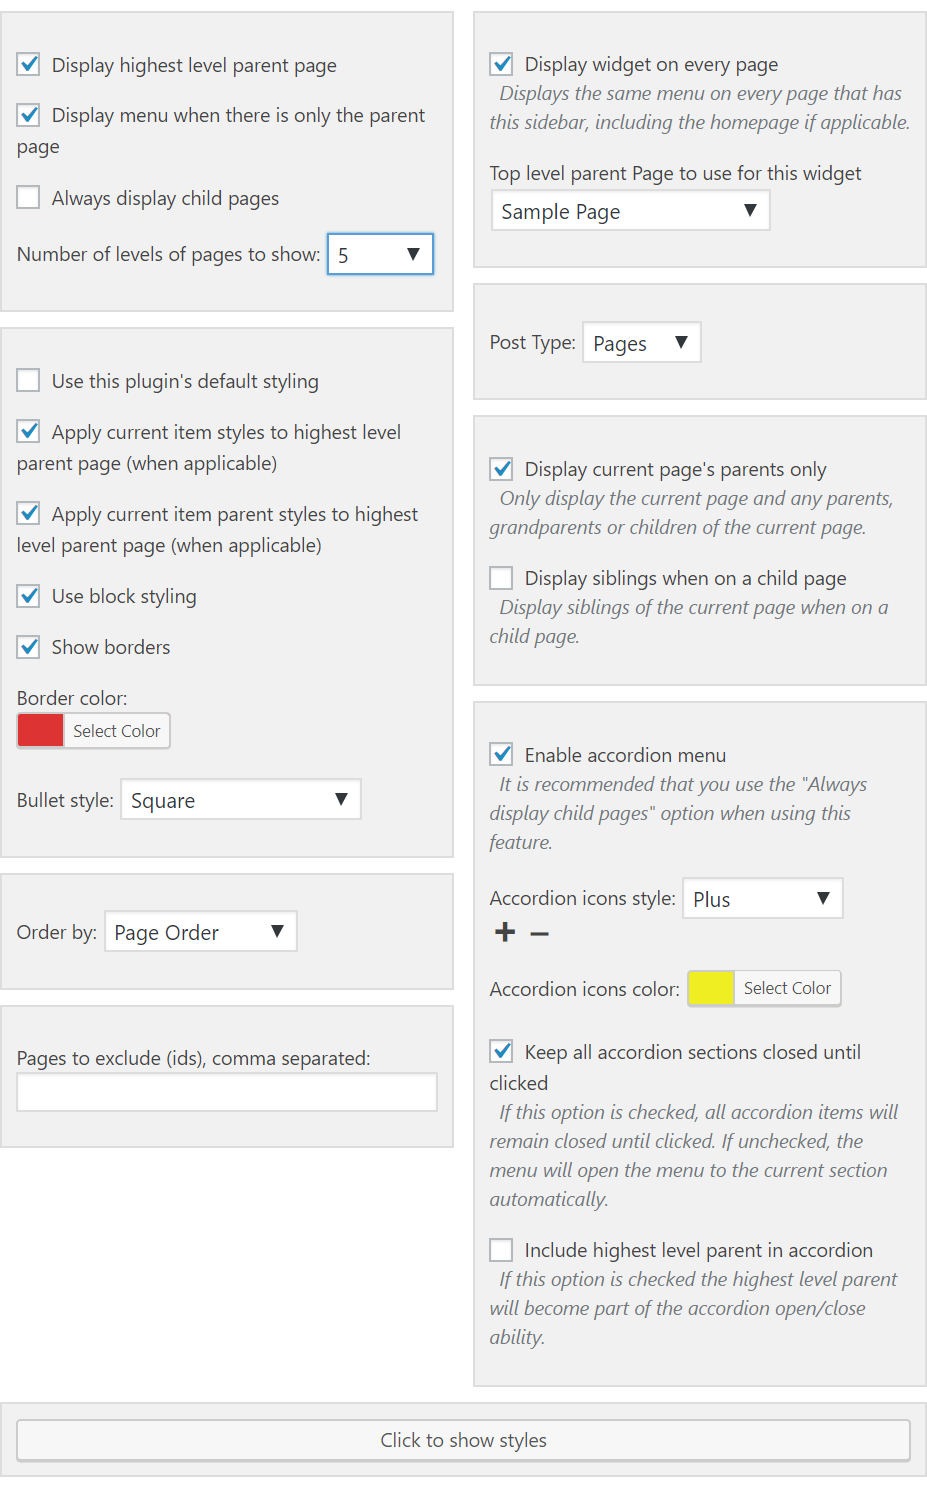 Display highest level parent page
Display menu when there is only the parent
page
Always display child pages
Number of levels of pages to show: 5
Use this plugin's default styling
Apply current item styles to highest level
parent page (when applicable)
Apply current item parent styles to highest
level parent page (when applicable)
Use block styling
Show borders
Border color:
Select Color
Bullet style: Square
Order by: Page Order
Pages to exclude (ids), comma separated:
Display widget on every page
Displays the same menu on every page that has
this sidebar, including the homepage if applicable.
Top level parent Page to use for this widget
Sample Page
Post Type: Pages
Display current page's parents only
Only display the current page and any parents,
grandparents or children of the current page.
Display siblings when on a child page
Display siblings of the current page when on a
child page.
Enable accordion menu
It is recommended that you use the "Always
display child pages" option when using this
feature.
Accordion icons style: Plus
Accordion icons color: Select Color
Keep all accordion sections closed until
clicked
If this option is checked, all accordion items will
remain closed until clicked. If unchecked, the
menu will open the menu to the current section
automatically.
Include highest level parent in accordion
If this option is checked the highest level parent
will become part of the accordion open/close
ability.
Click to show styles